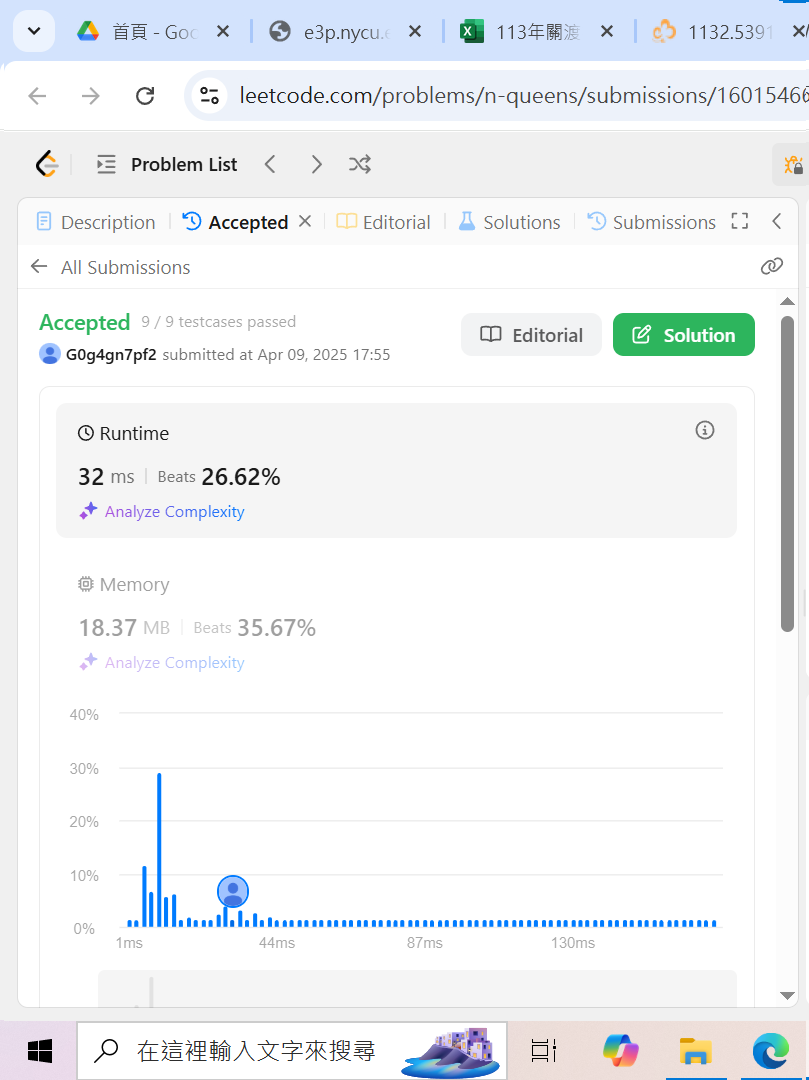 首頁 - Goo
e3p.nycu.e
113年關渡
1132.5391
leetcode.com/problems/n-queens/submissions/16015466
Problem List
Description
Accepted
Editorial
Solutions
Submissions
All Submissions
Accepted 9 / 9 testcases passed
G0g4gn7pf2 submitted at Apr 09, 2025 17:55
Editorial
Solution
Runtime
32 ms Beats 26.62%
Analyze Complexity
Memory
18.37 MB Beats 35.67%
Analyze Complexity
40%
30%
20%
10%
0%
1ms 44ms 87ms 130ms
在這裡輸入文字來搜尋